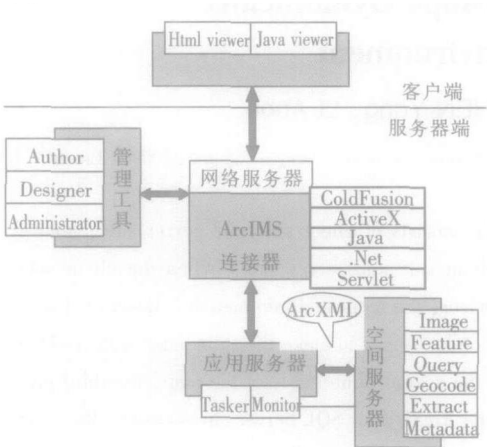 Html viewer Java viewer
客户端
服务器端
Author
Designer
Administrator
管理工具
网络服务器
ArcIMS
连接器
ColdFusion
ActiveX
Java
.Net
Servlet
ArcXML
应用服务器
Tasker Monitor
空间服务器
Image
Feature
Query
Geocode
Extract
Metadata